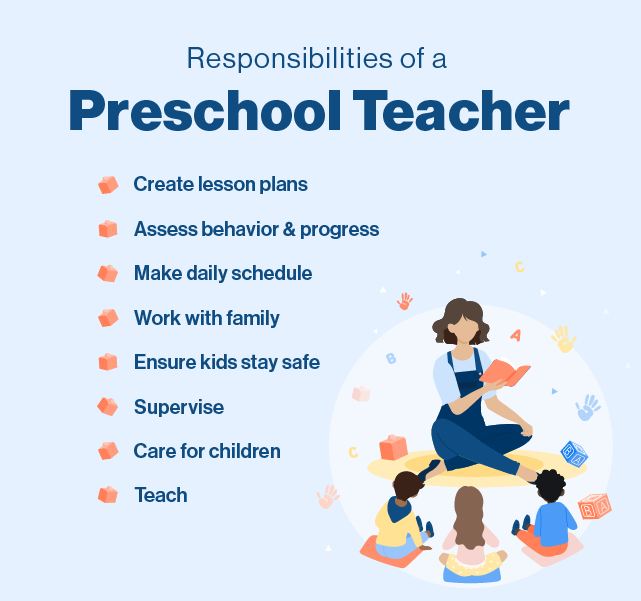 Responsibilities of a
Preschool Teacher
Create lesson plans
Assess behavior & progress
Make daily schedule
Work with family
Ensure kids stay safe
Supervise
Care for children
Teach
C
A
C
B
C
B
A
B
A